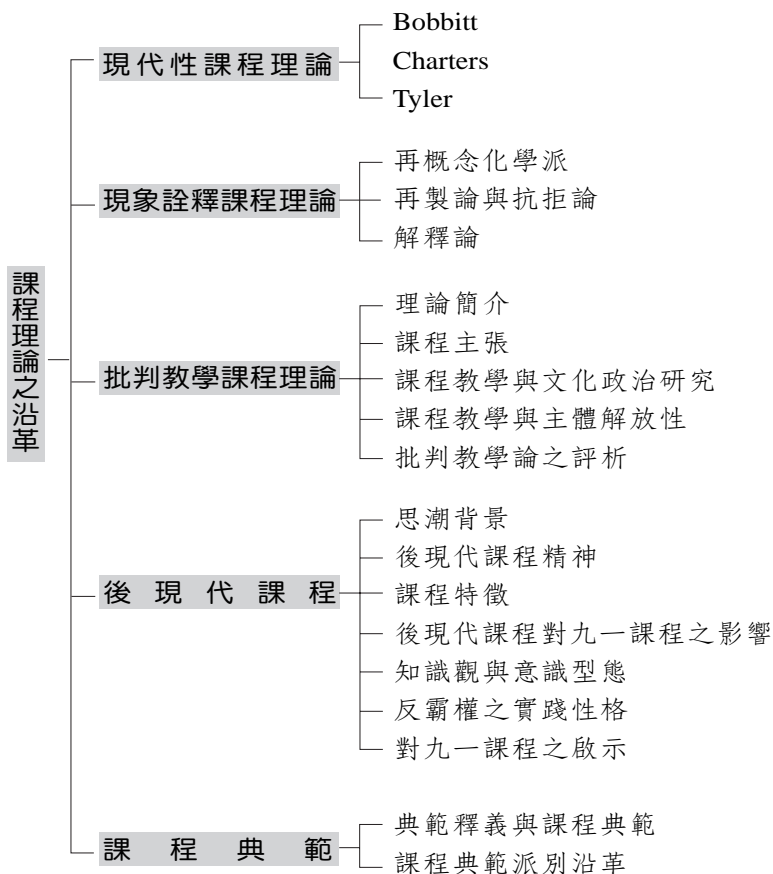 課程理論之沿革
現代性課程理論
Bobbitt
Charters
Tyler
現象詮釋課程理論
再概念化學派
再製論與抗拒論
解釋論
批判教學課程理論
理論簡介
課程主張
課程教學與文化政治研究
課程教學與主體解放性
批判教學論之評析
後現代課程
思潮背景
後現代課程精神
課程特徵
後現代課程對九一課程之影響
知識觀與意識型態
反霸權之實踐性格
對九一課程之啟示
課程典範
典範釋義與課程典範
課程典範派別沿革